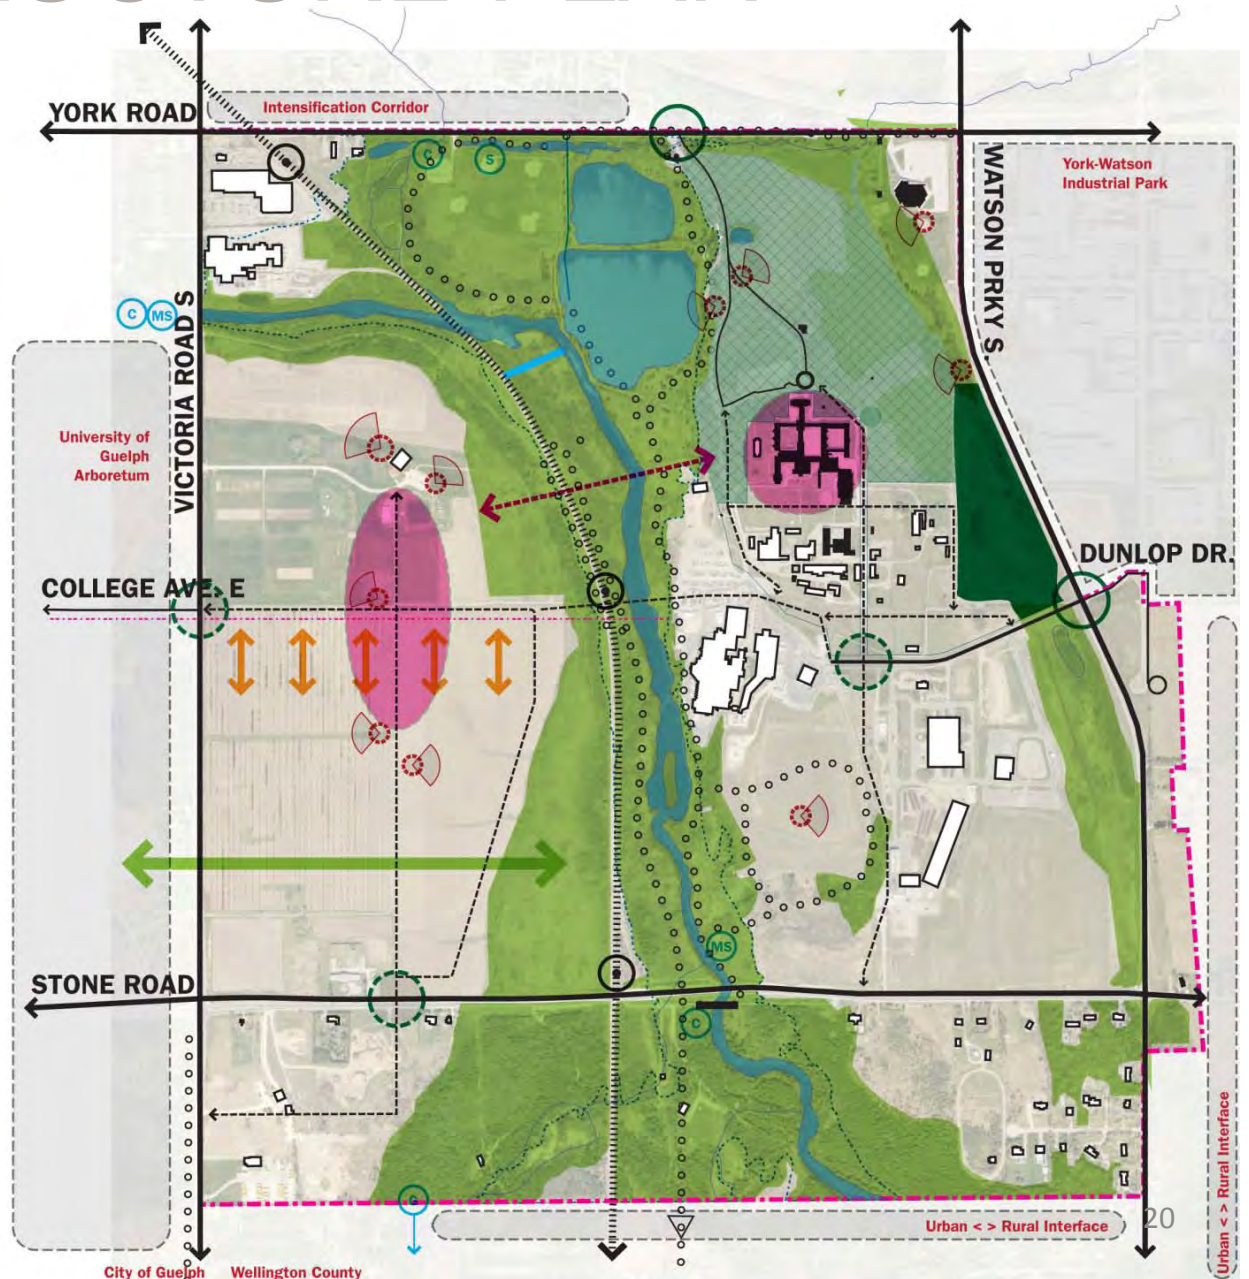 YORK ROAD
Intensification Corridor
WATSON PRKY S.
York-Watson
Industrial Park
C
S
C
MS
VICTORIA ROAD S
University of
Guelph
Arboretum
COLLEGE AVE. E
DUNLOP DR.
STONE ROAD
MS
C
C
Urban < > Rural Interface
Urban < > Rural Interface
20
City of Guelph
Wellington County